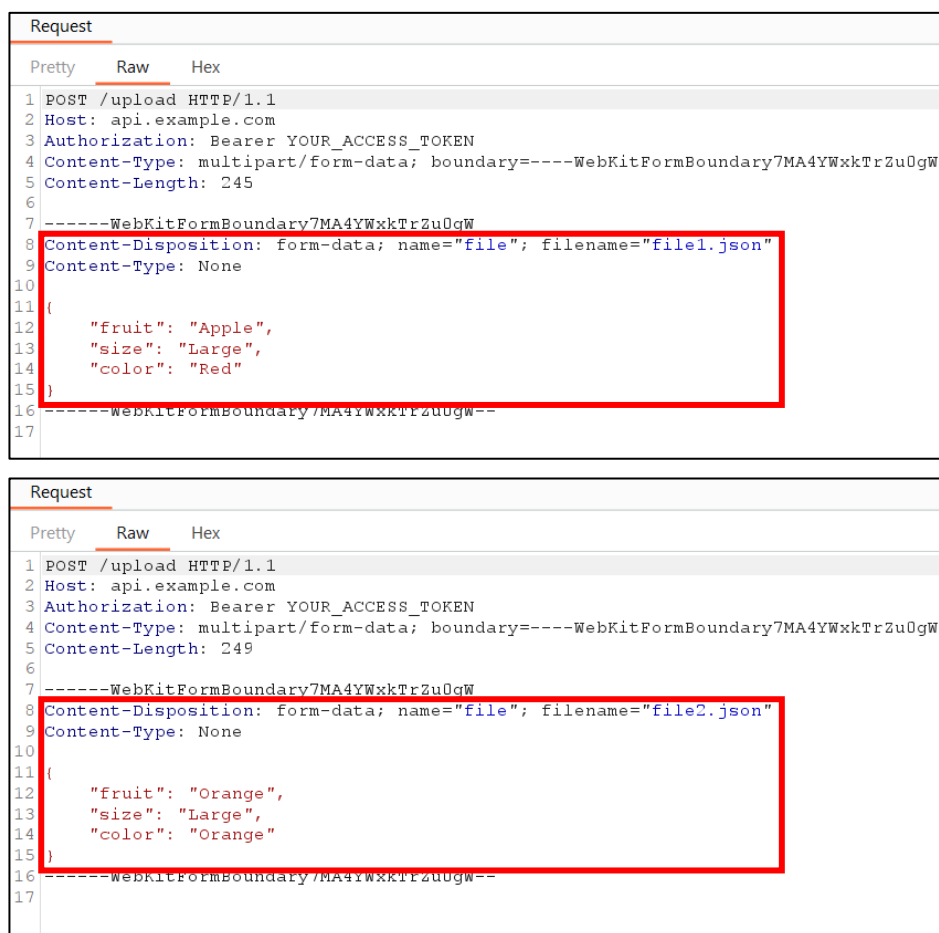 Request
Pretty Raw Hex
1 POST /upload HTTP/1.1
2 Host: api.example.com
3 Authorization: Bearer YOUR_ACCESS_TOKEN
4 Content-Type: multipart/form-data; boundary=----WebKitFormBoundary7MA4YWxkTrZu0gW
5 Content-Length: 245
6
7 ------WebKitFormBoundary7MA4YWxkTrZu0gW
8 Content-Disposition: form-data; name="file"; filename="file1.json"
9 Content-Type: None
10
11 {
12 "fruit": "Apple",
13 "size": "Large",
14 "color": "Red"
15 }
16 ------WebKitFormBoundary7MA4YWxkTrZu0gW--
17
Request
Pretty Raw Hex
1 POST /upload HTTP/1.1
2 Host: api.example.com
3 Authorization: Bearer YOUR_ACCESS_TOKEN
4 Content-Type: multipart/form-data; boundary=----WebKitFormBoundary7MA4YWxkTrZu0gW
5 Content-Length: 249
6
7 ------WebKitFormBoundary7MA4YWxkTrZu0gW
8 Content-Disposition: form-data; name="file"; filename="file2.json"
9 Content-Type: None
10
11 {
12 "fruit": "Orange",
13 "size": "Large",
14 "color": "Orange"
15 }
16 ------WebKitFormBoundary7MA4YWxkTrZu0gW--
17